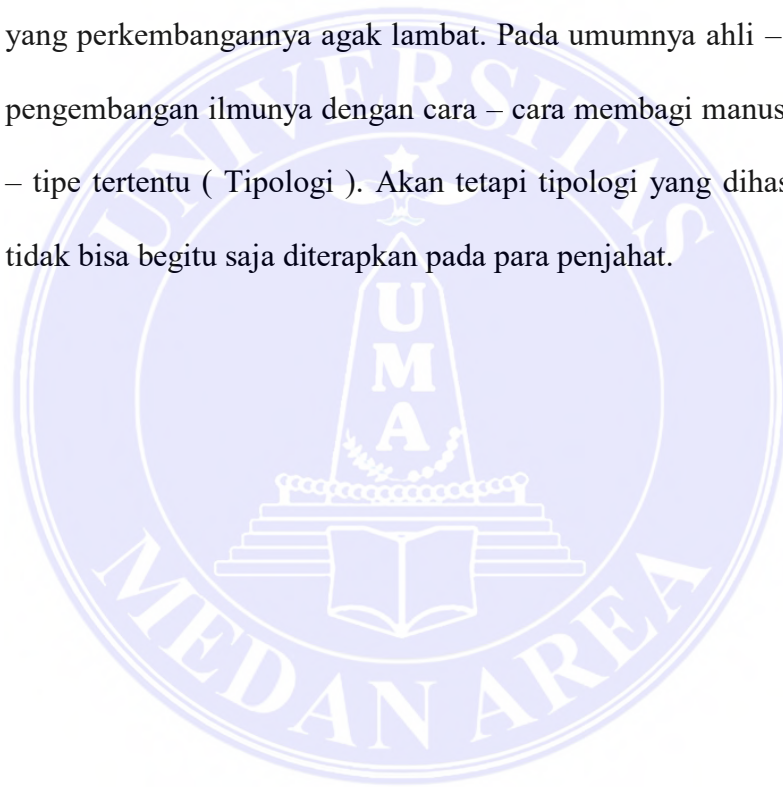 yang perkembangannya agak lambat. Pada umumnya ahli –
pengembangan ilmunya dengan cara – cara membagi manus
– tipe tertentu ( Tipologi ). Akan tetapi tipologi yang dihas
tidak bisa begitu saja diterapkan pada para penjahat.
UNIVERSITAS
U
M
A
MEDAN AREA